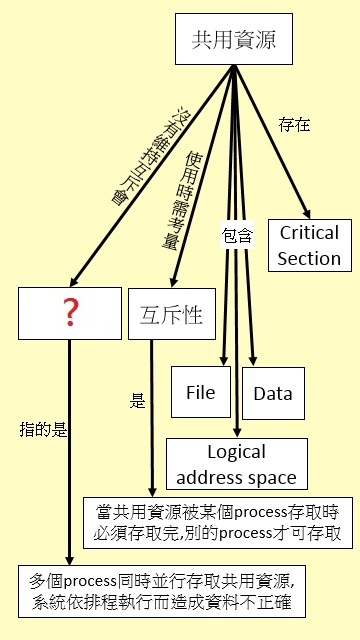 共用資源
沒有維持互斥會
使用時需考量
包含
存在
Critical
Section
?
互斥性
File
Data
是
指的是
Logical
address space
當共用資源被某個process存取時
必須存取完,別的process才可存取
多個process同時並行存取共用資源,
系統依排程執行而造成資料不正確